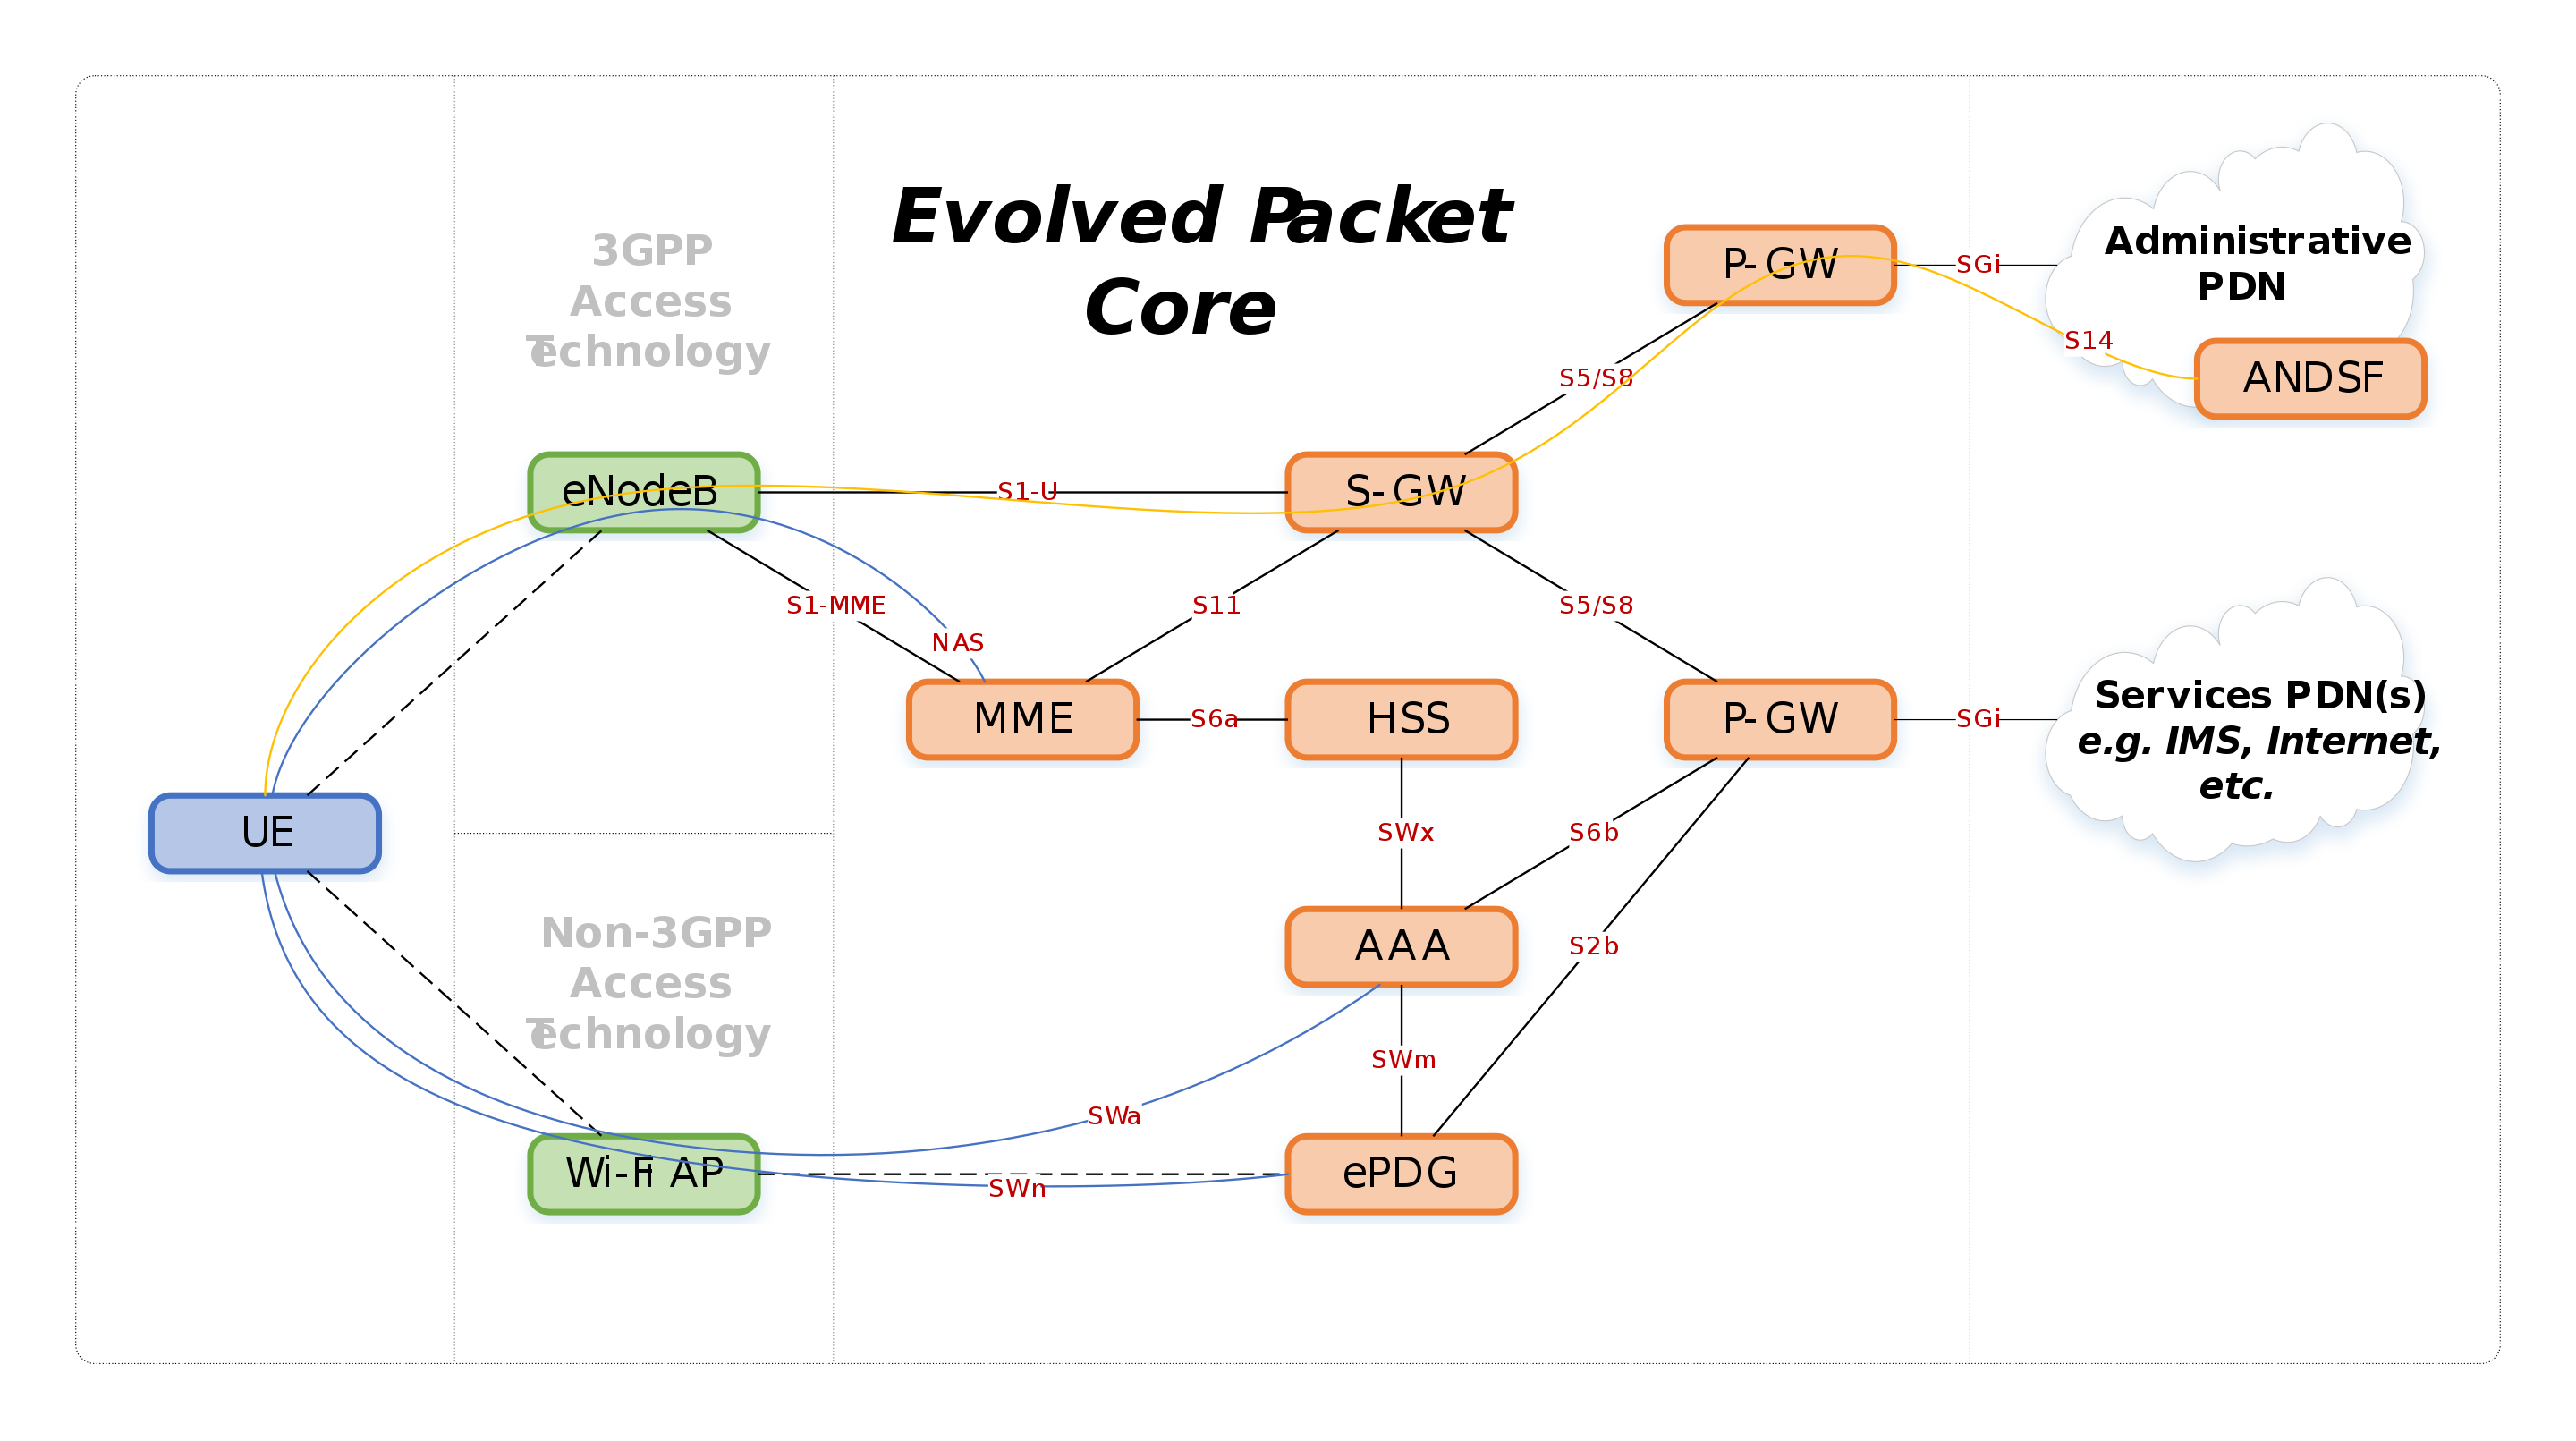 Evolved Packet
Core
3GPP
Access
Technology
P-GW
SGi
Administrative
PDN
S14
ANDSF
S5/S8
eNodeB
S1-U
S-GW
S1-MME
NAS
S11
S5/S8
MME
S6a
HSS
P-GW
SGi
Services PDN(s)
e.g. IMS, Internet,
etc.
UE
SWx
S6b
Non-3GPP
Access
Technology
AAA
S2b
SWm
SWa
Wi-Fi AP
SWn
ePDG